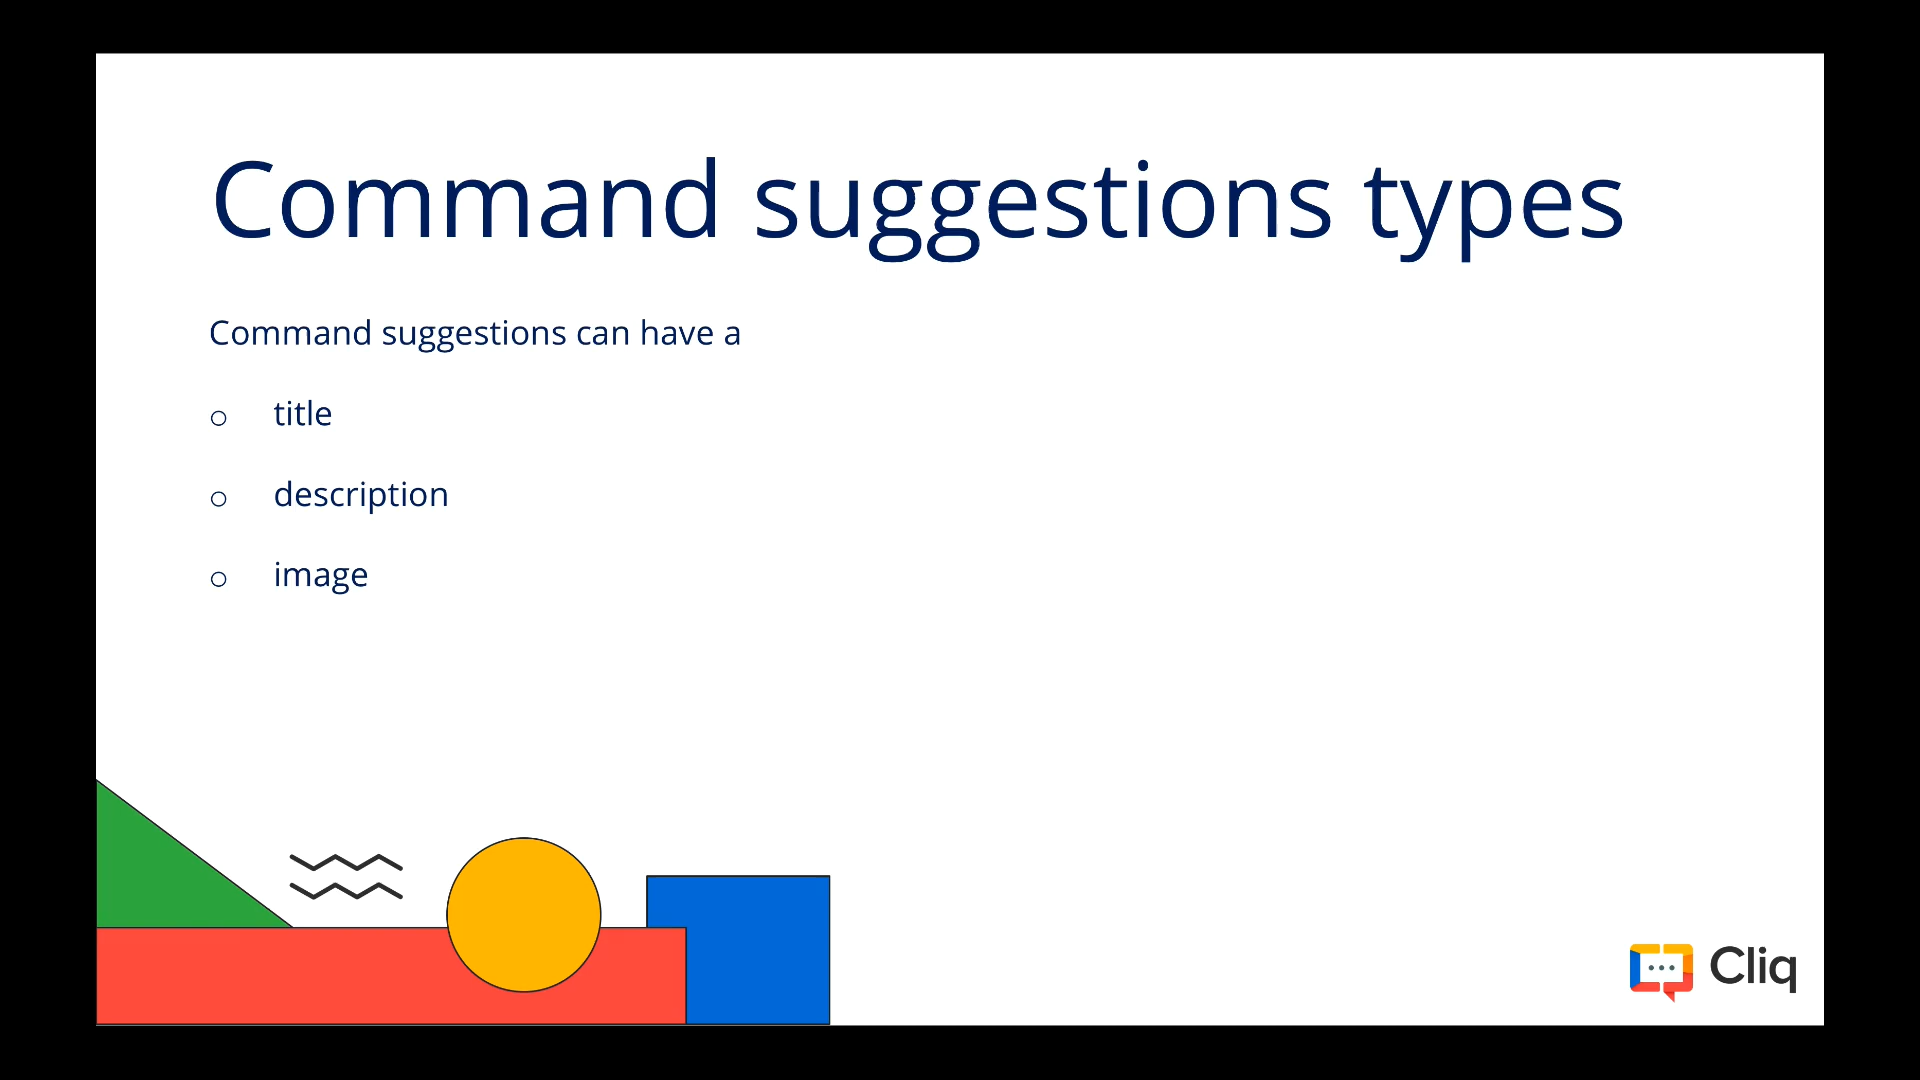 Command suggestions types
Command suggestions can have a
title
description
image
Cliq